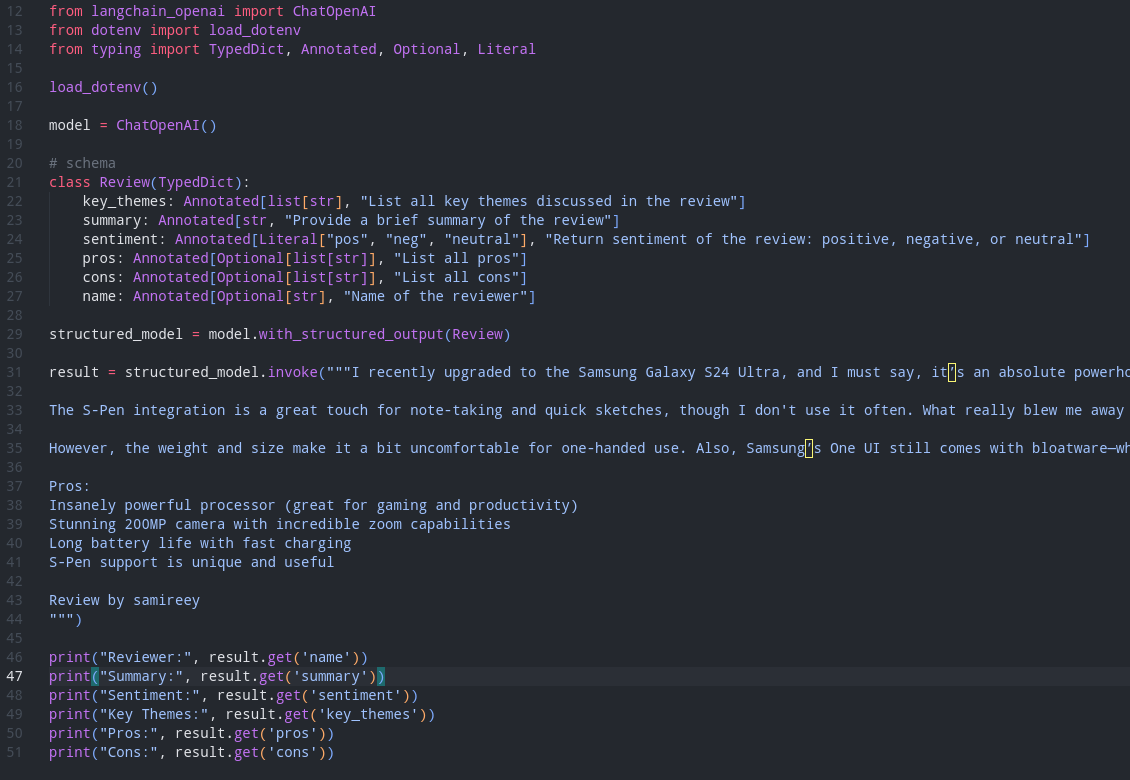 12 from langchain_openai import ChatOpenAI
13 from dotenv import load_dotenv
14 from typing import TypedDict, Annotated, Optional, Literal
15
16 load_dotenv()
17
18 model = ChatOpenAI()
19
20 # schema
21 class Review(TypedDict):
22     key_themes: Annotated[list[str], "List all key themes discussed in the review"]
23     summary: Annotated[str, "Provide a brief summary of the review"]
24     sentiment: Annotated[Literal["pos", "neg", "neutral"], "Return sentiment of the review: positive, negative, or neutral"]
25     pros: Annotated[Optional[list[str]], "List all pros"]
26     cons: Annotated[Optional[list[str]], "List all cons"]
27     name: Annotated[Optional[str], "Name of the reviewer"]
28
29 structured_model = model.with_structured_output(Review)
30
31 result = structured_model.invoke("""I recently upgraded to the Samsung Galaxy S24 Ultra, and I must say, it’s an absolute
32
33 The S-Pen integration is a great touch for note-taking and quick sketches, though I don't use it often. What really blew me away
34
35 However, the weight and size make it a bit uncomfortable for one-handed use. Also, Samsung’s One UI still comes with bloatware—
36
37 Pros:
38 Insanely powerful processor (great for gaming and productivity)
39 Stunning 200MP camera with incredible zoom capabilities
40 Long battery life with fast charging
41 S-Pen support is unique and useful
42
43 Review by samireey
44 """)
45
46 print("Reviewer:", result.get('name'))
47 print("Summary:", result.get('summary'))
48 print("Sentiment:", result.get('sentiment'))
49 print("Key Themes:", result.get('key_themes'))
50 print("Pros:", result.get('pros'))
51 print("Cons:", result.get('cons'))